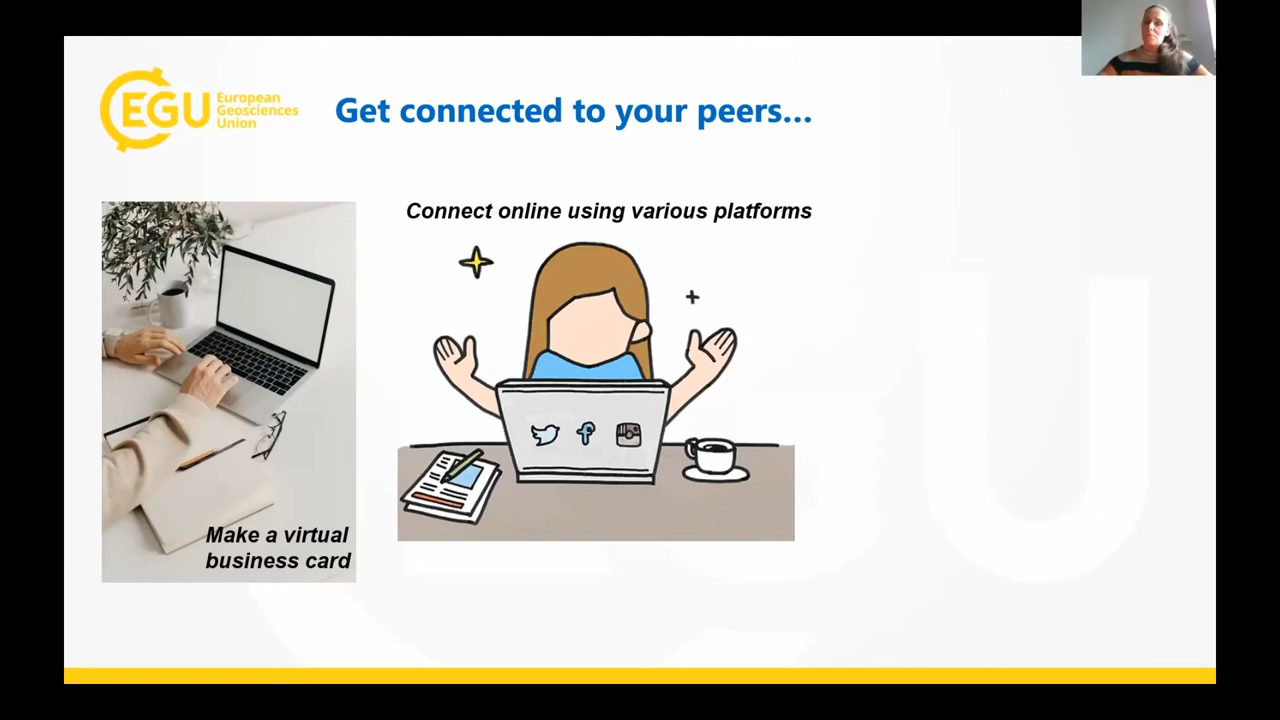 EGU
European
Geosciences
Union
Get connected to your peers...
Connect online using various platforms
Make a virtual
business card